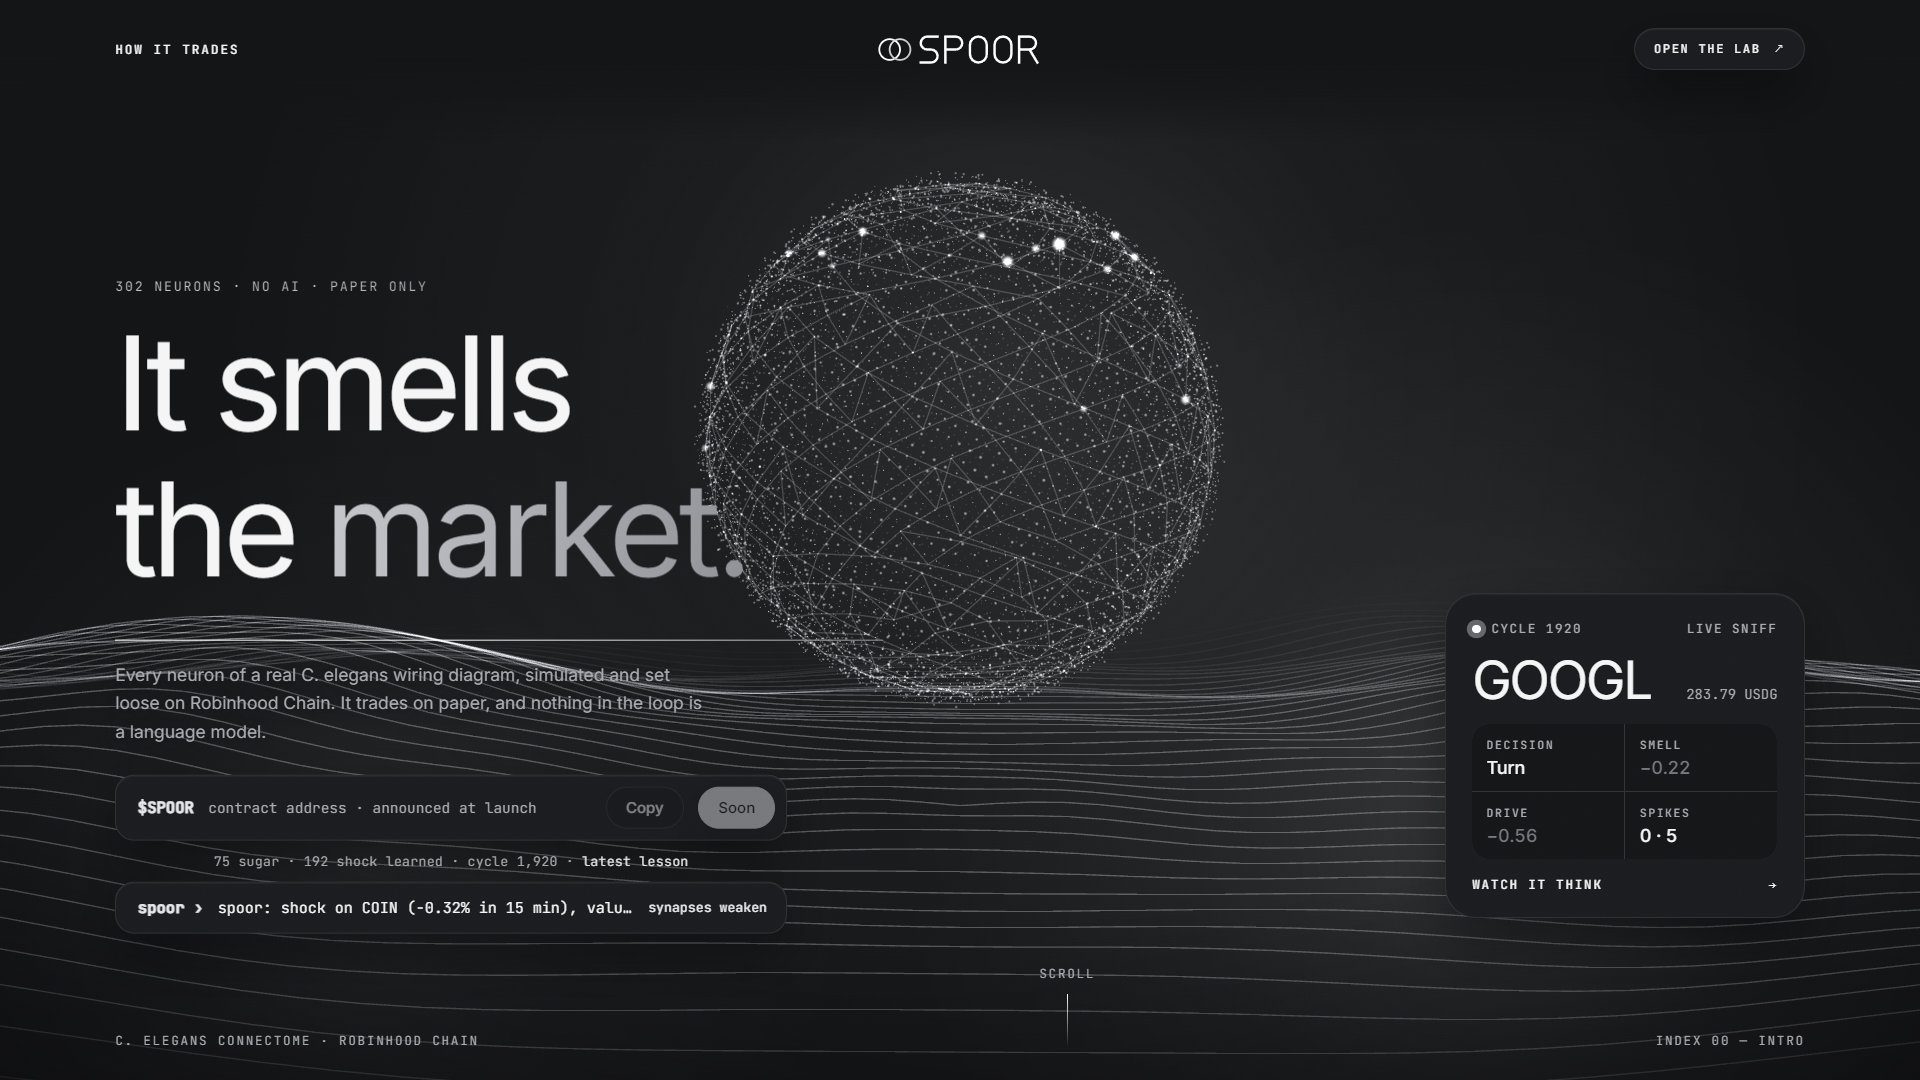 HOW IT TRADES
SPOOR
OPEN THE LAB ↗
302 NEURONS · NO AI · PAPER ONLY
It smells
the market.
Every neuron of a real C. elegans wiring diagram, simulated and set
loose on Robinhood Chain. It trades on paper, and nothing in the loop is
a language model.
$SPOOR contract address · announced at launch Copy Soon
75 sugar · 192 shock learned · cycle 1,920 · latest lesson
spoor › spoor: shock on COIN (-0.32% in 15 min), valu… synapses weaken
CYCLE 1920 LIVE SNIFF
GOOGL 283.79 USDG
DECISION SMELL
Turn −0.22
DRIVE SPIKES
−0.56 0 · 5
WATCH IT THINK →
SCROLL
C. ELEGANS CONNECTOME · ROBINHOOD CHAIN
INDEX 00 — INTRO